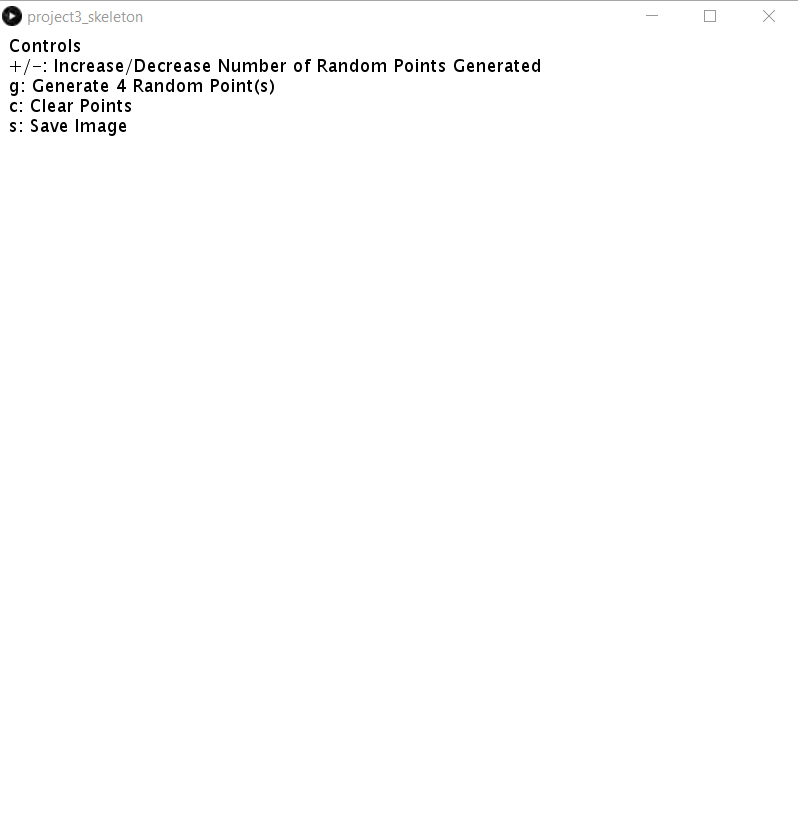 project3_skeleton
Controls
+/-: Increase/Decrease Number of Random Points Generated
g: Generate 4 Random Point(s)
c: Clear Points
s: Save Image